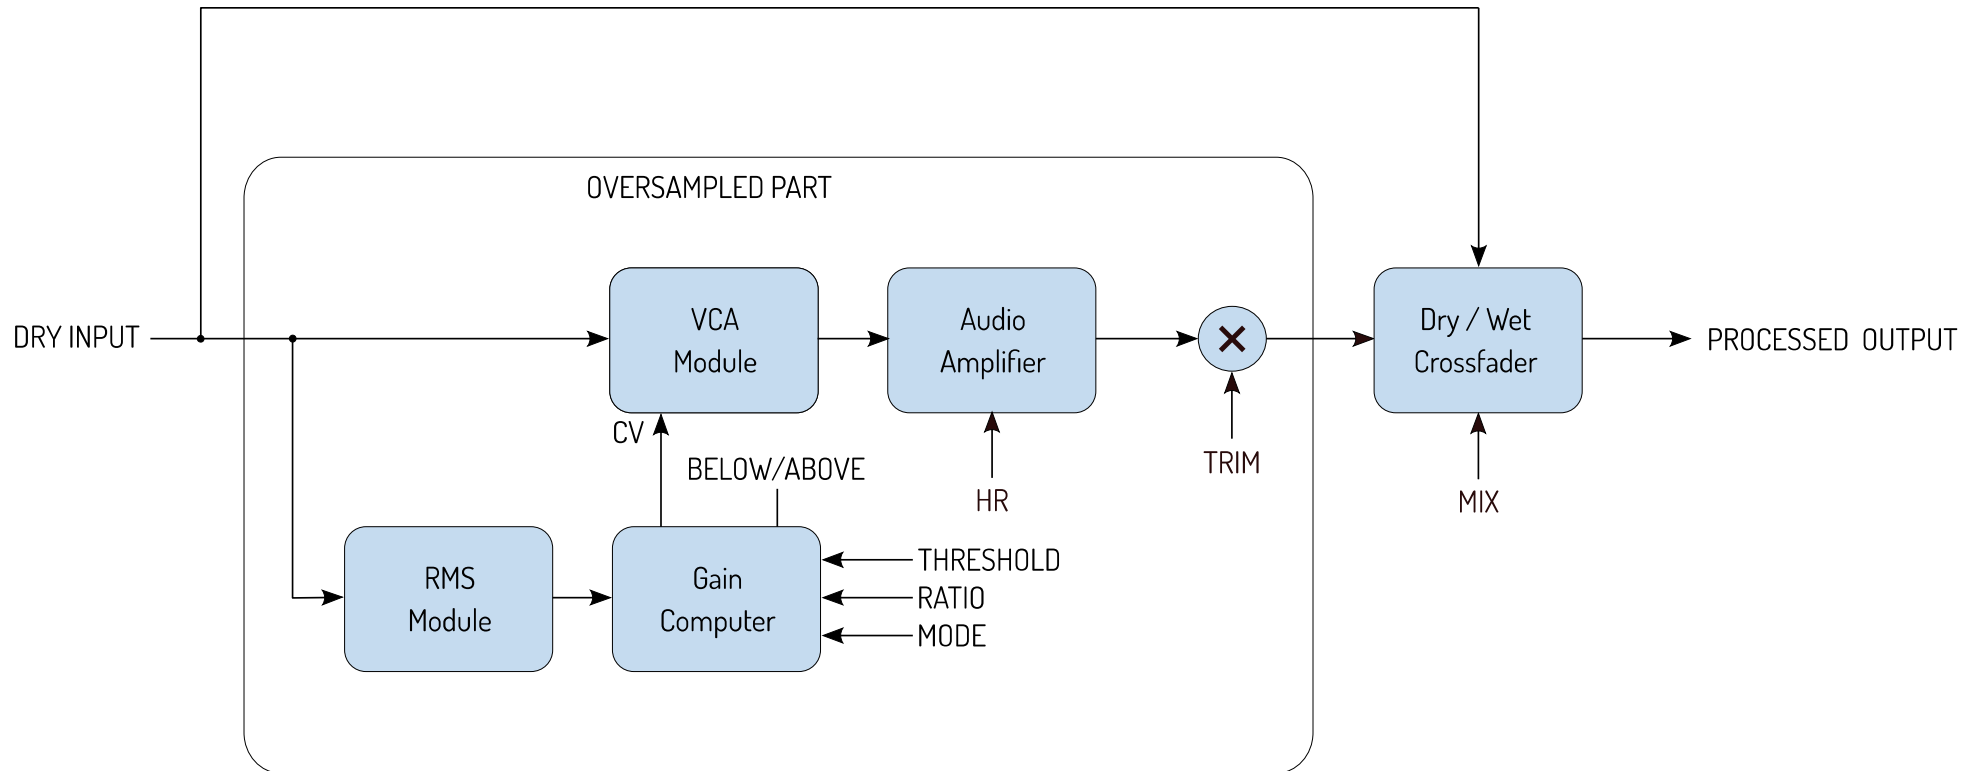 OVERSAMPLED PART
DRY INPUT
VCA
Module
Audio
Amplifier
Dry / Wet
Crossfader
PROCESSED OUTPUT
CV
BELOW/ABOVE
HR
TRIM
MIX
RMS
Module
Gain
Computer
THRESHOLD
RATIO
MODE